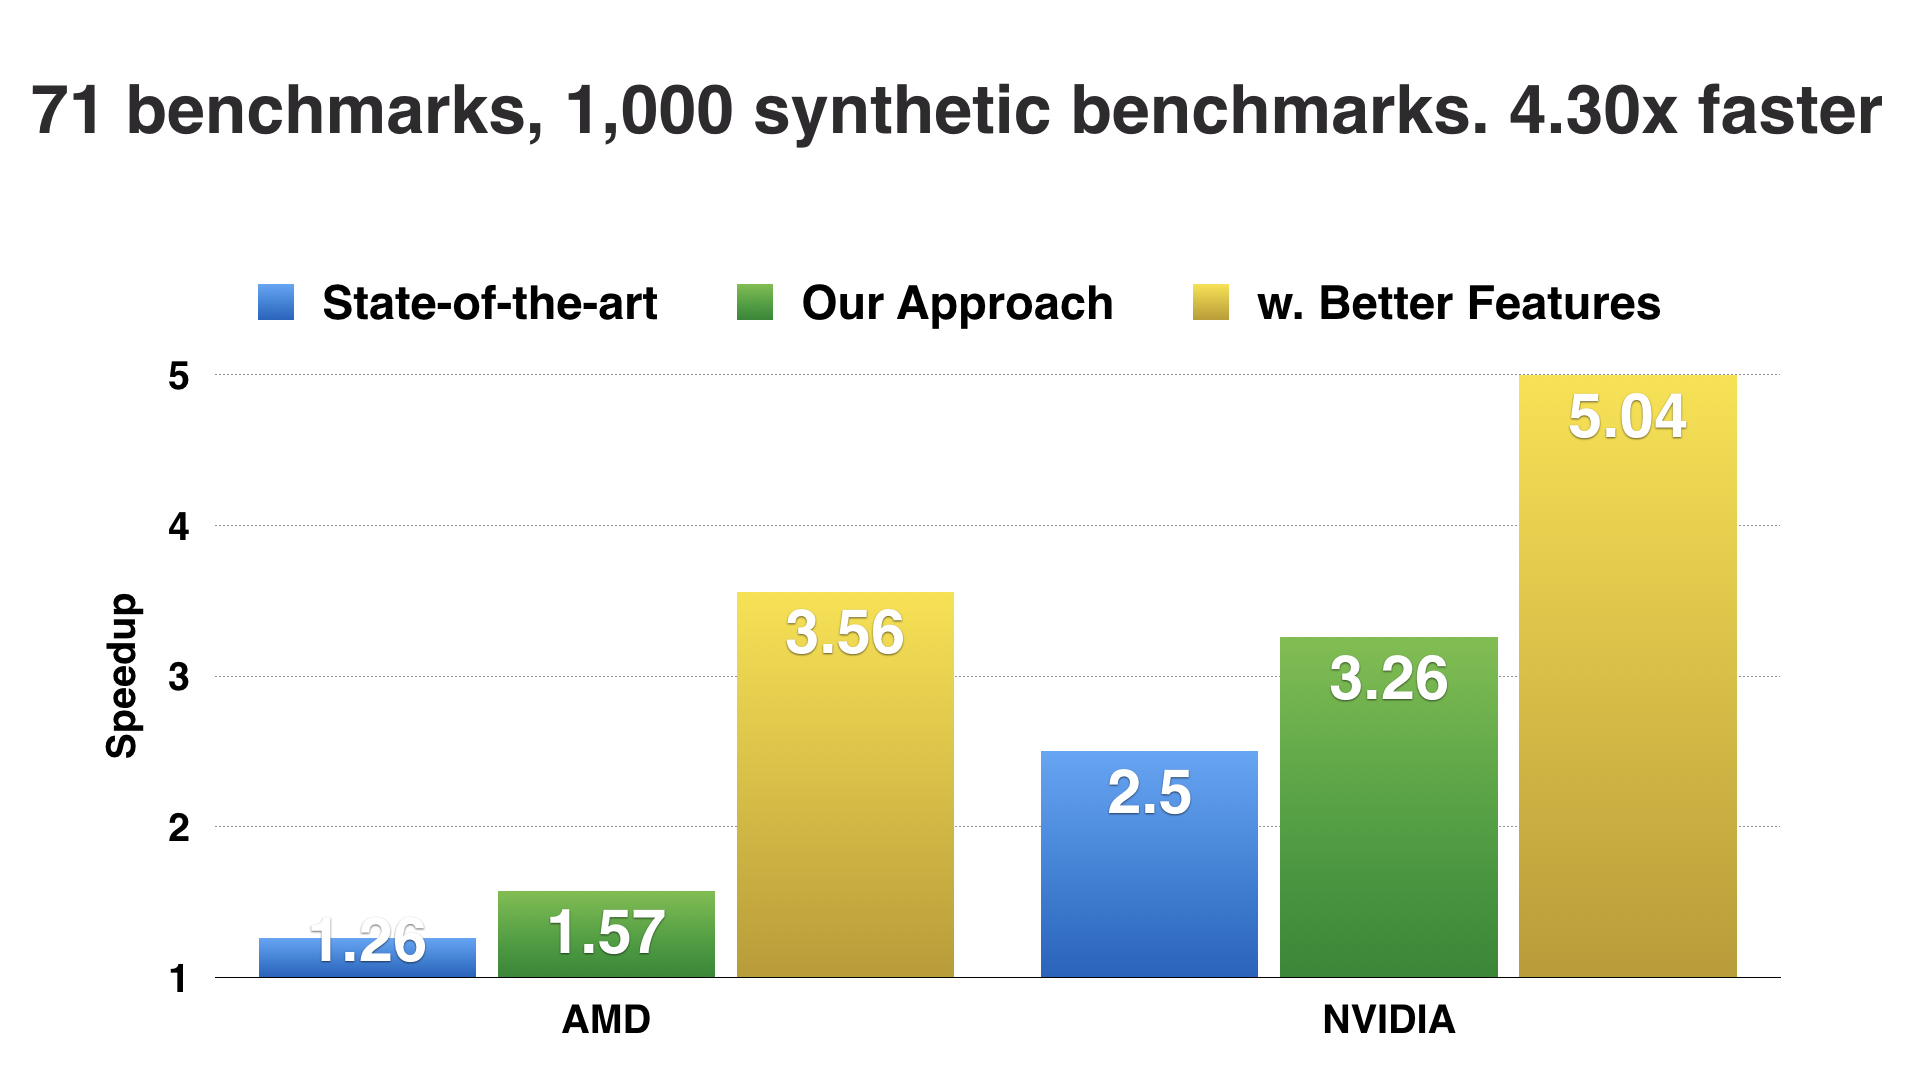 71 benchmarks, 1,000 synthetic benchmarks. 4.30x faster
State-of-the-art
Our Approach
w. Better Features
Speedup
5
4
3
2
1
1.26
1.57
3.56
2.5
3.26
5.04
AMD
NVIDIA